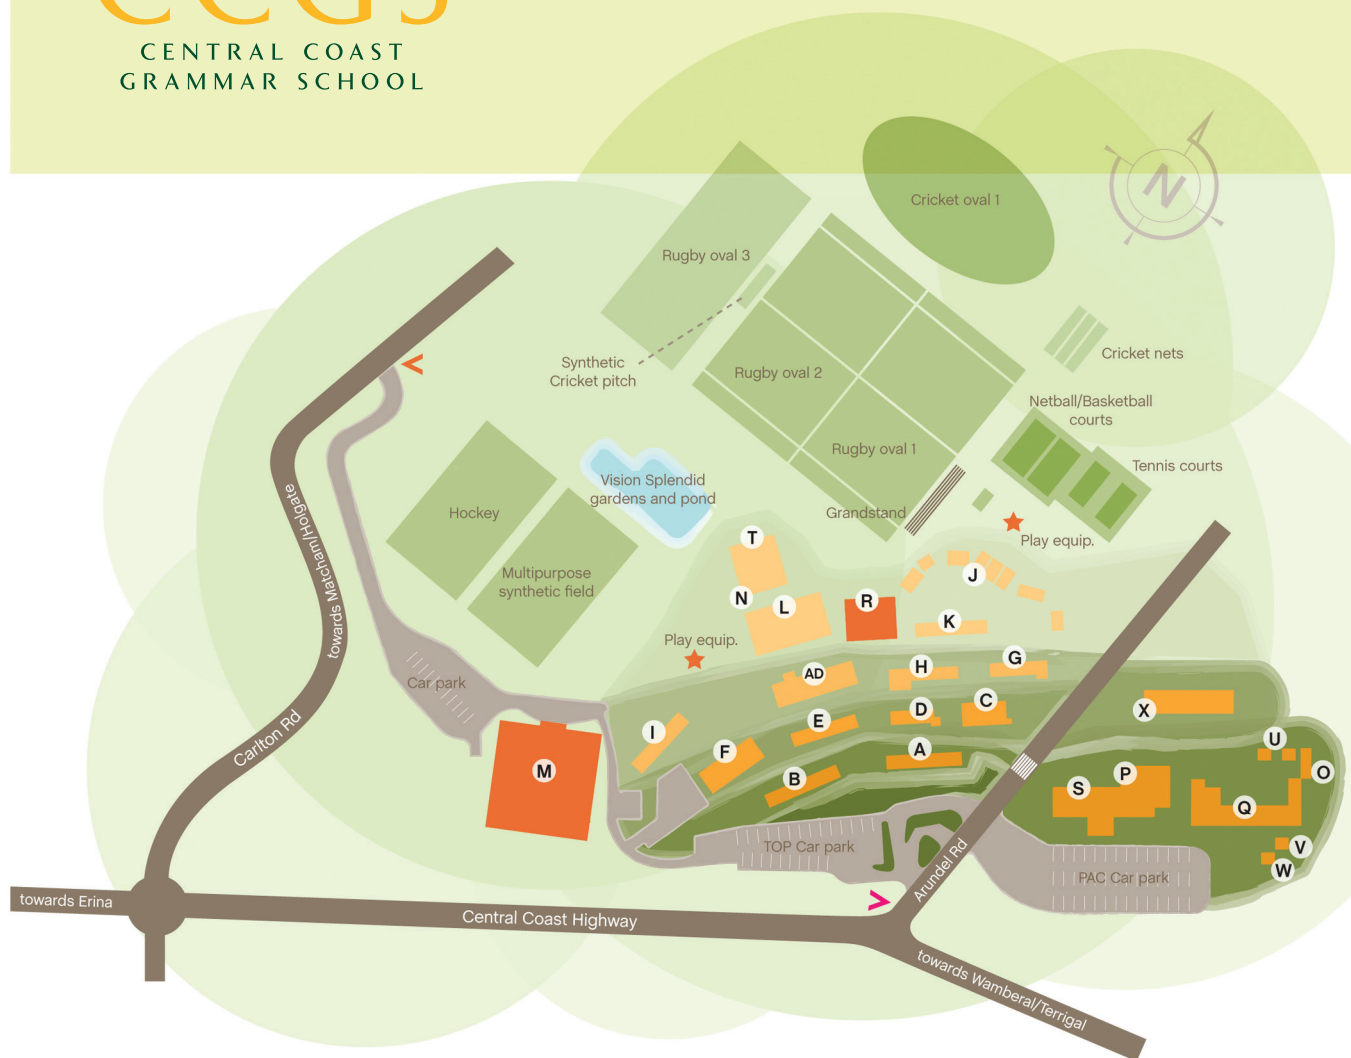 CCGS
CENTRAL COAST
GRAMMAR SCHOOL
N
Cricket oval 1
Rugby oval 3
Synthetic
Cricket pitch
Rugby oval 2
Cricket nets
Netball/Basketball
courts
Rugby oval 1
Tennis courts
Vision Splendid
gardens and pond
Hockey
Grandstand
Play equip.
Multipurpose
synthetic field
T
J
N
L
R
K
Play equip.
towards Matcham/Holgate
Car park
AD
H
G
I
E
D
C
X
F
A
U
M
B
S
P
O
Carlton Rd
Q
TOP Car park
V
Arundel Rd
PAC Car park
W
towards Erina
Central Coast Highway
towards Wamberal/Terrigal